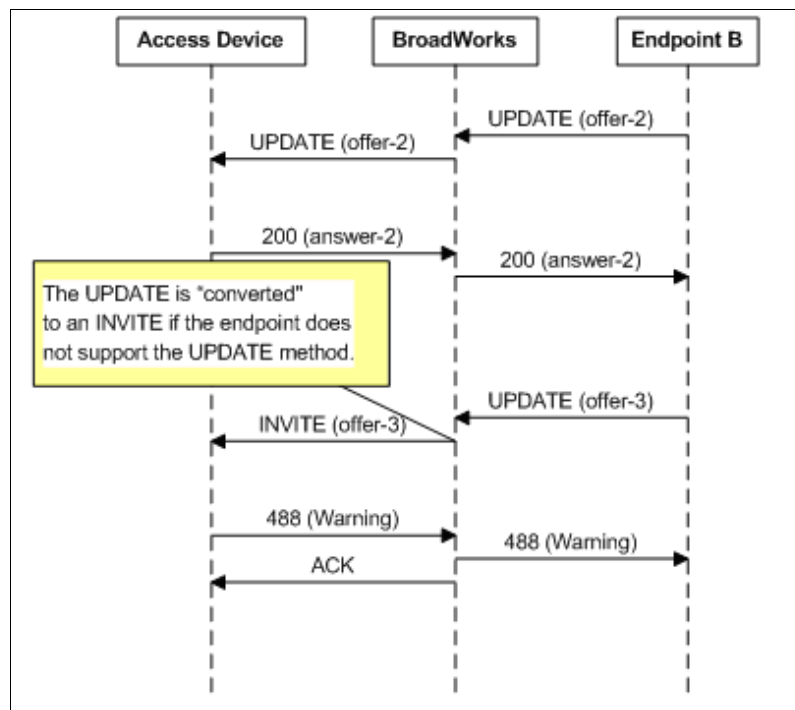 Access Device
BroadWorks
Endpoint B
UPDATE (offer-2)
UPDATE (offer-2)
200 (answer-2)
200 (answer-2)
The UPDATE is "converted"
to an INVITE if the endpoint does
not support the UPDATE method.
UPDATE (offer-3)
INVITE (offer-3)
488 (Warning)
488 (Warning)
ACK